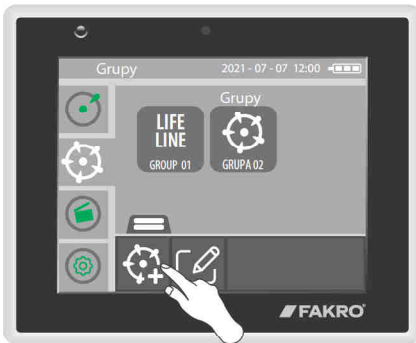 Grupy 2021 - 07 - 07 12:00
Grupy
LIFE
LINE
GROUP 01
GRUPA 02
FAKRO